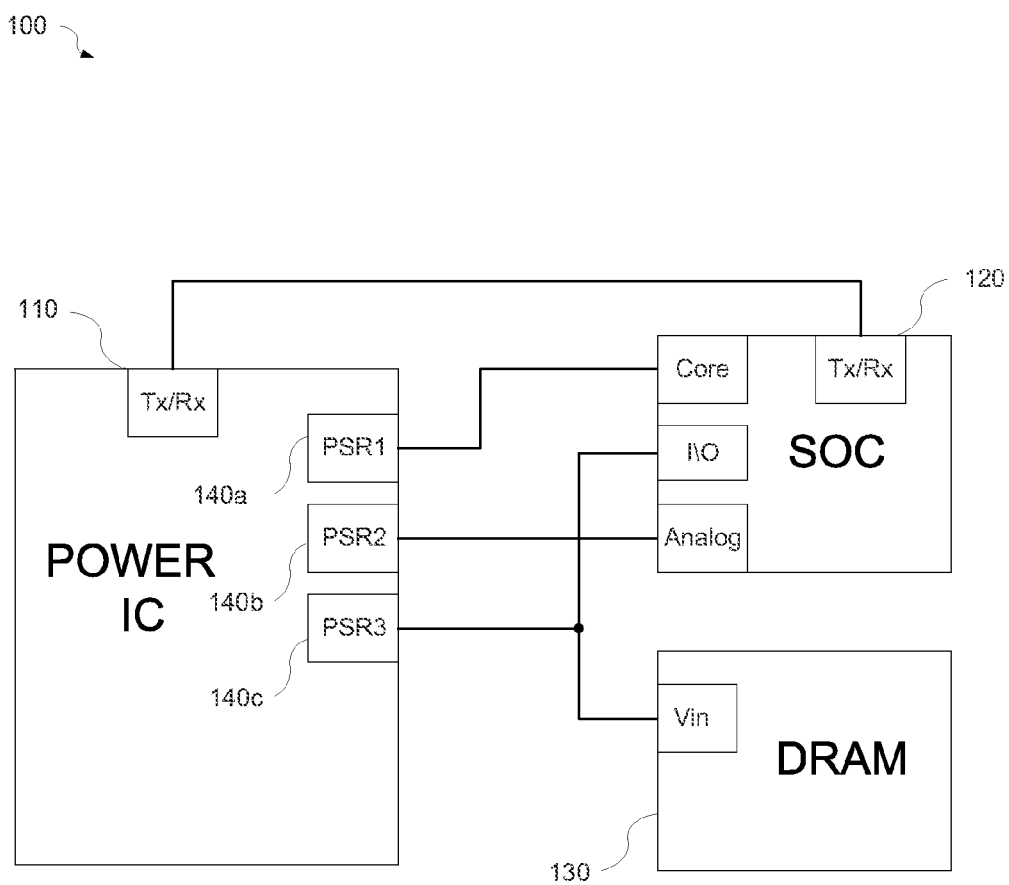 100
110
120
Tx/Rx
Core
Tx/Rx
PSR1
I\O
SOC
140a
PSR2
Analog
POWER
IC
140b
PSR3
140c
Vin
DRAM
130